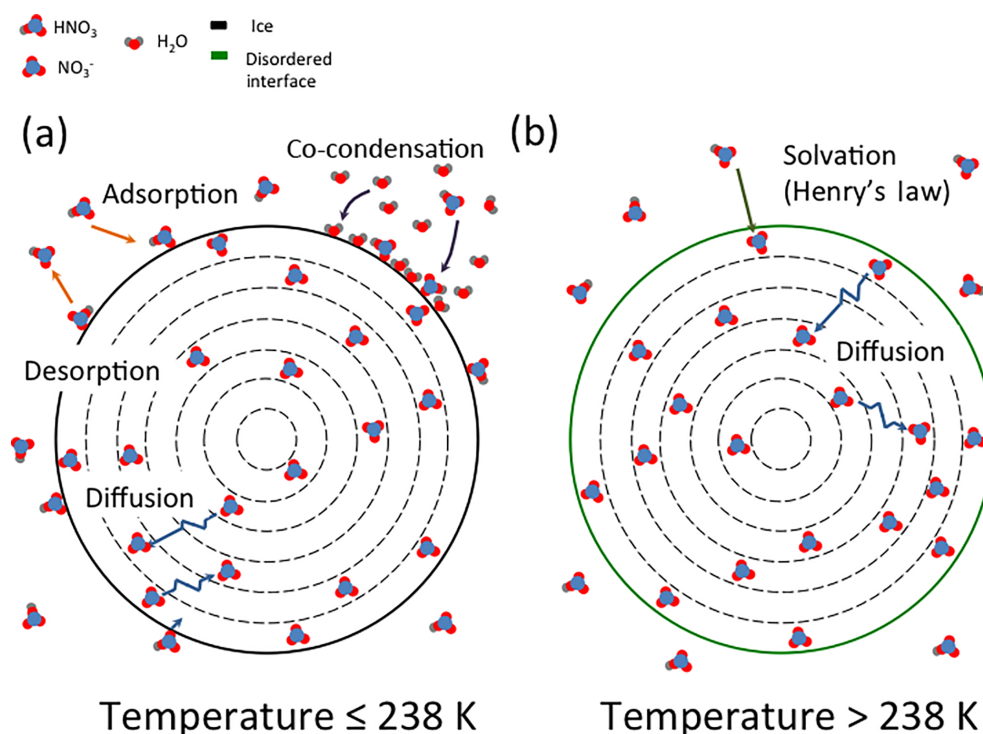 HNO₃
H₂O
Ice
NO₃⁻
Disordered
interface
(a)
Co-condensation
Adsorption
Desorption
Diffusion
Temperature ≤ 238 K
(b)
Solvation
(Henry's law)
Diffusion
Temperature > 238 K